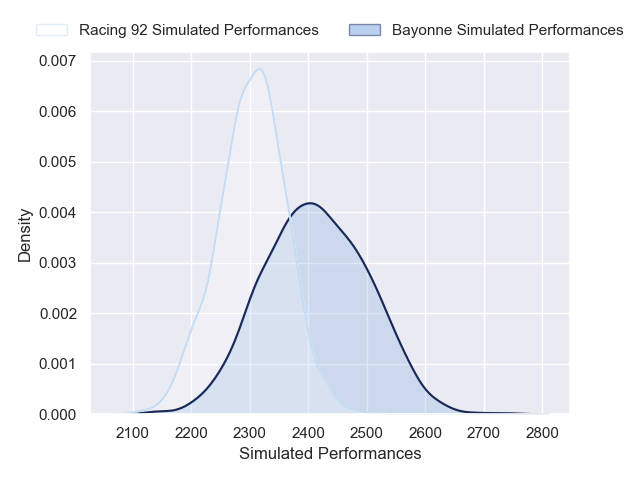 Racing 92 Simulated Performances Bayonne Simulated Performances
0.007
0.006
0.005
0.004
0.003
0.002
0.001
0.000
Density
2100 2200 2300 2400 2500 2600 2700 2800
Simulated Performances